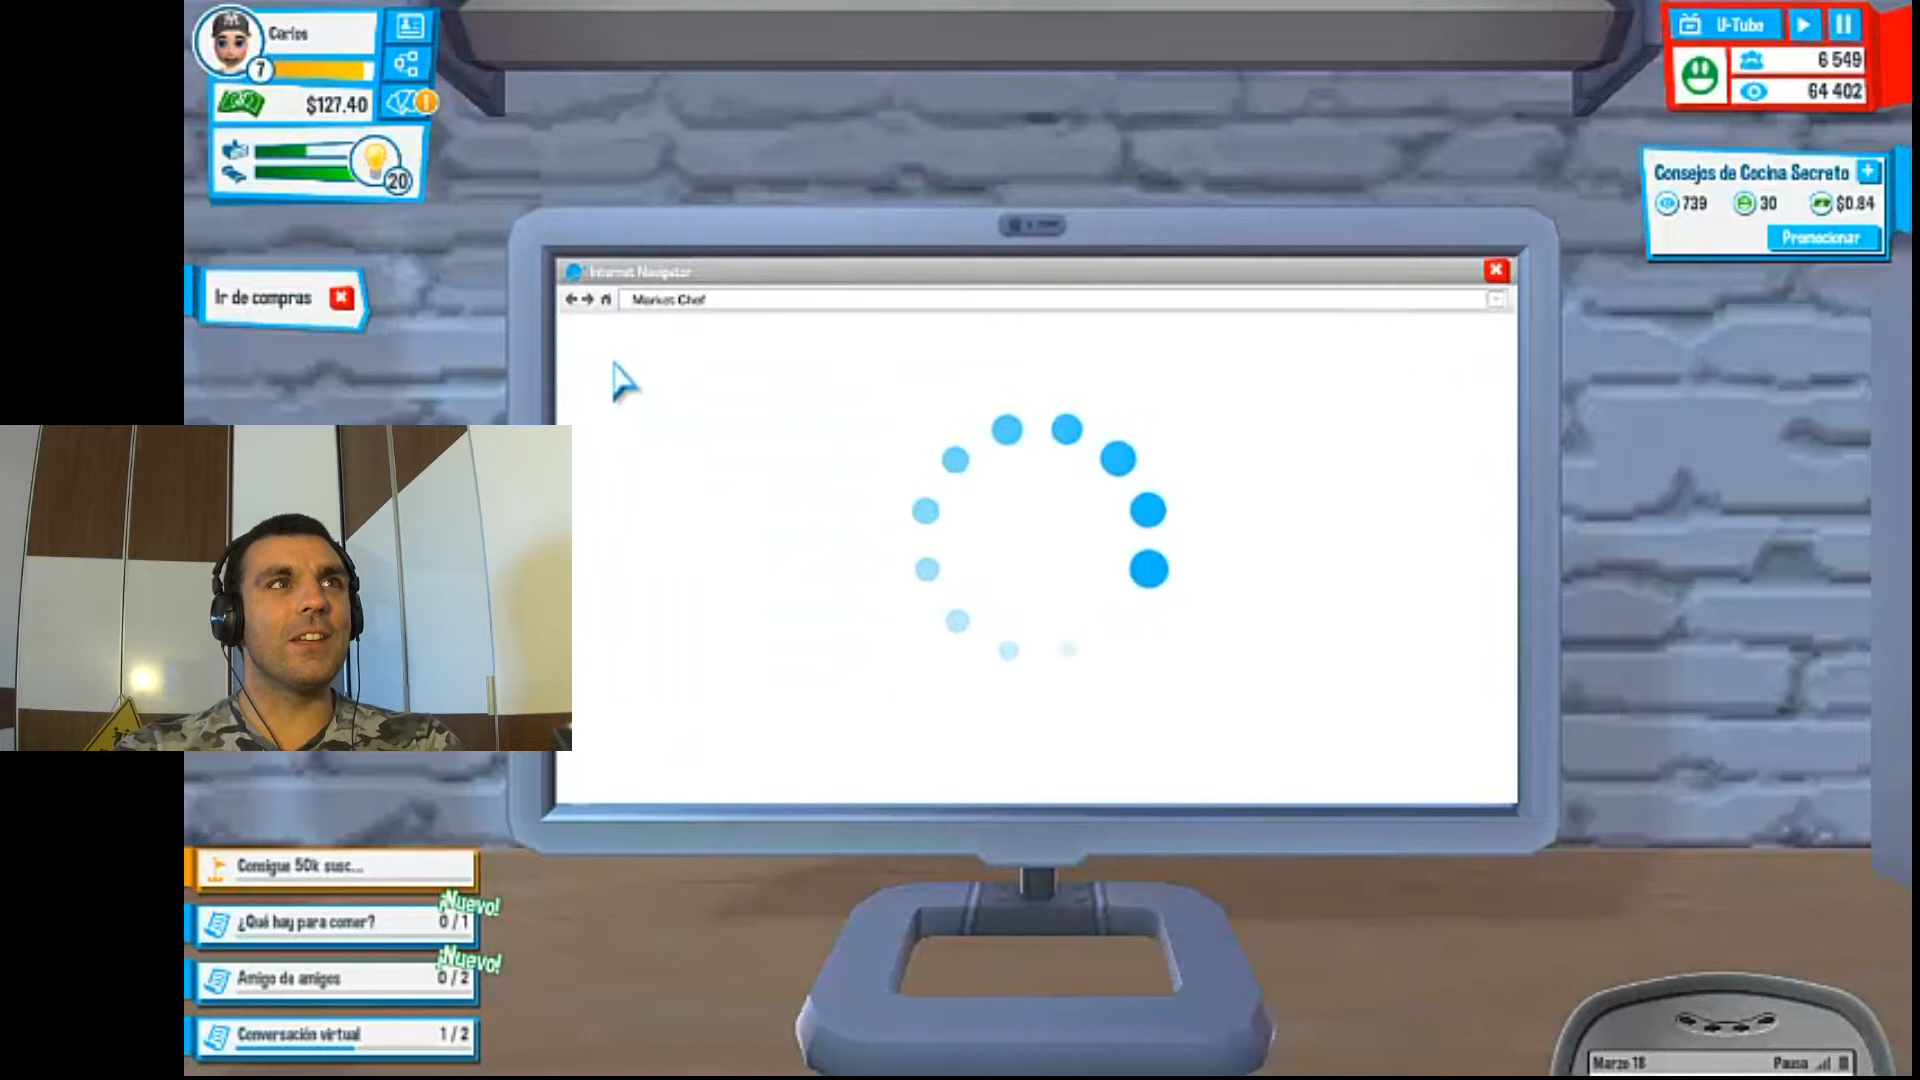 Carlos
7
$127.40
20
Ir de compras
U-Tube
6 549
64 402
Consejos de Cocina Secreto
739
30
$0.84
Promocionar
Internet Navigator
Market Chef
Consigue 50k susc...
¡Nuevo!
¿Qué hay para comer?
0 / 1
¡Nuevo!
Amigo de amigos
0 / 2
Conversación virtual
1 / 2
Marzo 18
Pausa